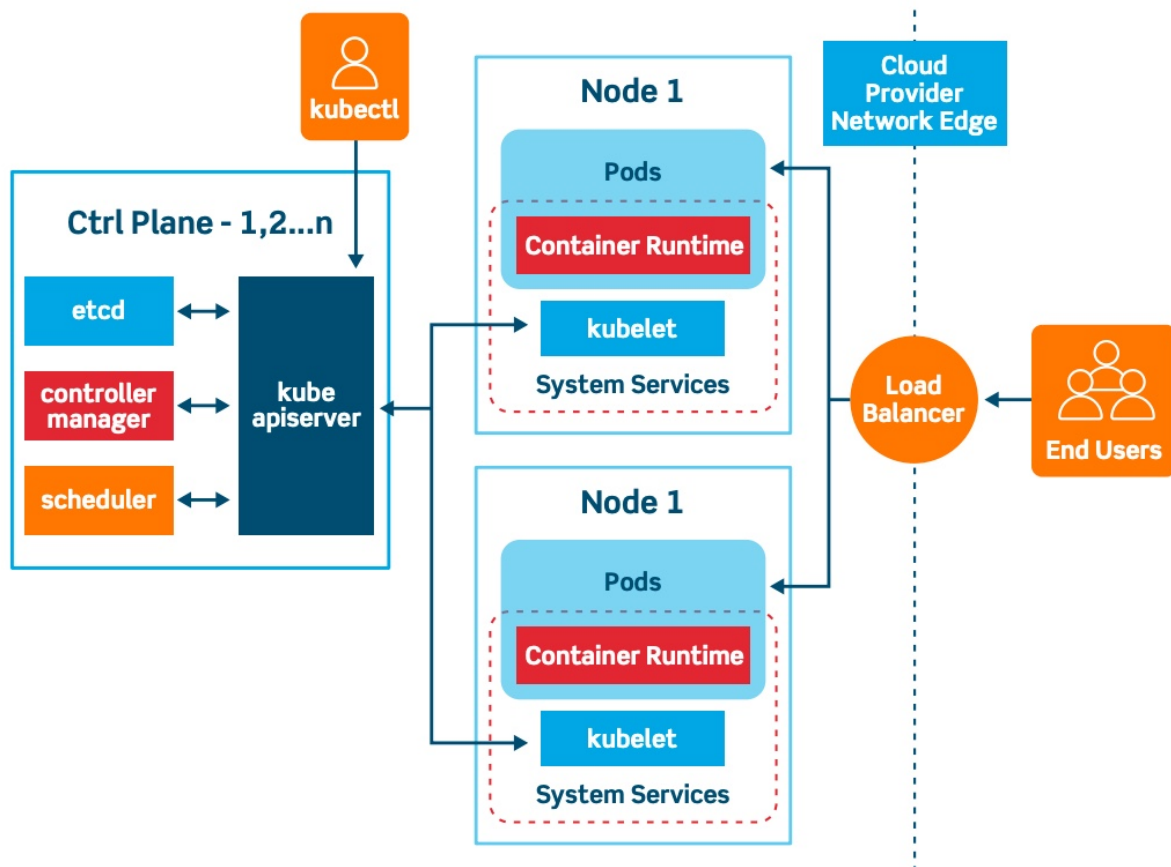 kubectl
Ctrl Plane - 1,2...n
etcd
controller
manager
scheduler
kube
apiserver
Node 1
Pods
Container Runtime
kubelet
System Services
Node 1
Pods
Container Runtime
kubelet
System Services
Cloud
Provider
Network Edge
Load
Balancer
End Users